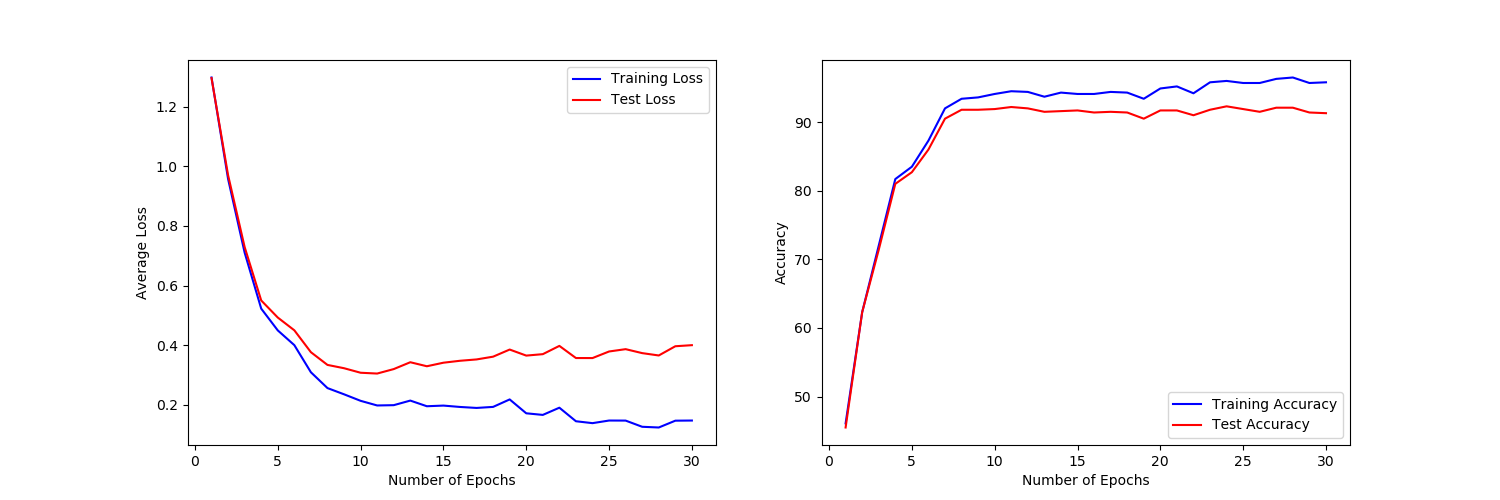 Training Loss
Test Loss
1.2
1.0
0.8
0.6
0.4
0.2
Average Loss
0 5 10 15 20 25 30
Number of Epochs
90
80
70
60
50
Accuracy
Training Accuracy
Test Accuracy
0 5 10 15 20 25 30
Number of Epochs